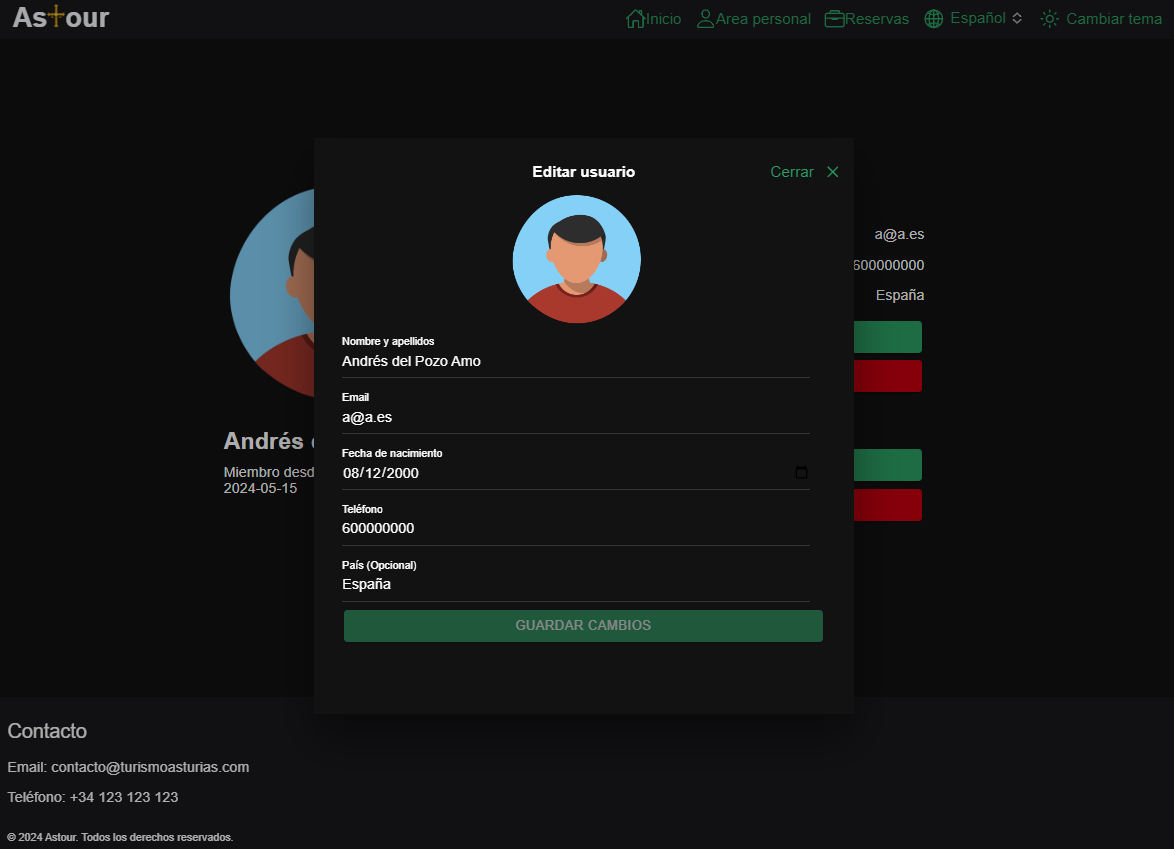 Astour
Inicio Area personal Reservas Español Cambiar tema
Editar usuario Cerrar
a@a.es
600000000
España
Nombre y apellidos
Andrés del Pozo Amo
Email
a@a.es
Andrés
Fecha de nacimiento
08/12/2000
Miembro desd
2024-05-15
Teléfono
600000000
País (Opcional)
España
GUARDAR CAMBIOS
Contacto
Email: contacto@turismoasturias.com
Teléfono: +34 123 123 123
© 2024 Astour. Todos los derechos reservados.